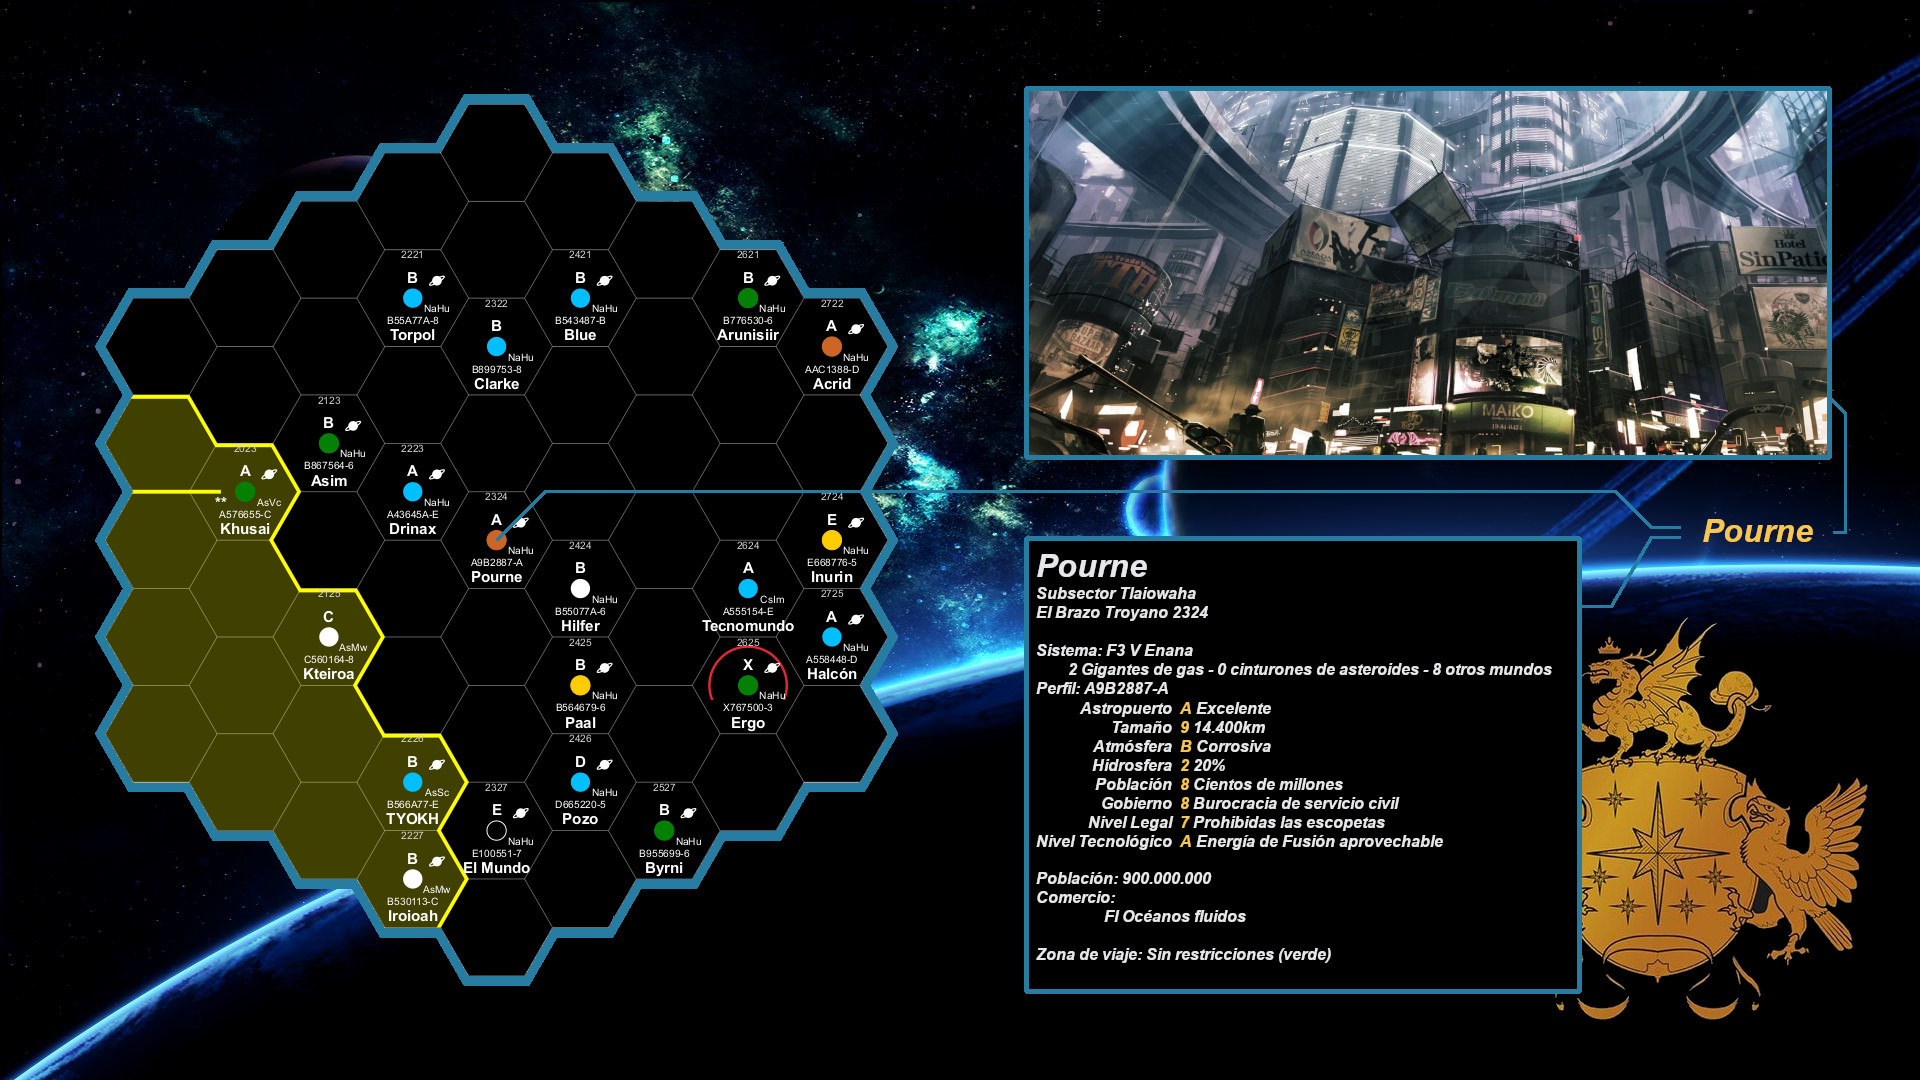 2221
B
NaHu
B55A77A-8
Torpol
2322
B
NaHu
B899753-8
Clarke
2421
B
NaHu
B543487-B
Blue
2621
B
NaHu
B776530-6
Arunisiir
2722
A
NaHu
AAC1388-D
Acrid
2123
B
NaHu
B867564-6
Asim
2023
A
** AsVc
A576655-C
Khusai
2223
A
NaHu
A43645A-E
Drinax
2324
A
NaHu
A9B2887-A
Pourne
2424
B
NaHu
B55077A-6
Hilfer
2624
A
CsIm
A555154-E
Tecnomundo
2724
E
NaHu
E668776-5
Inurin
2125
C
AsMw
C560164-8
Kteiroa
2425
B
NaHu
B564679-6
Paal
2625
X
NaHu
X767500-3
Ergo
2725
A
NaHu
A558448-D
Halcón
2226
B
AsSc
B566A77-E
TYOKH
2426
D
NaHu
D665220-5
Pozo
2227
B
AsMw
B530113-C
Iroioah
2327
E
NaHu
E100551-7
El Mundo
2527
B
NaHu
B955699-6
Byrni
Hotel
SinPatic
MAIKO
Pourne
Pourne
Subsector Tlaiowaha
El Brazo Troyano 2324
Sistema: F3 V Enana
2 Gigantes de gas - 0 cinturones de asteroides - 8 otros mundos
Perfil: A9B2887-A
Astropuerto A Excelente
Tamaño 9 14.400km
Atmósfera B Corrosiva
Hidrosfera 2 20%
Población 8 Cientos de millones
Gobierno 8 Burocracia de servicio civil
Nivel Legal 7 Prohibidas las escopetas
Nivel Tecnológico A Energía de Fusión aprovechable
Población: 900.000.000
Comercio:
Fl Océanos fluidos
Zona de viaje: Sin restricciones (verde)